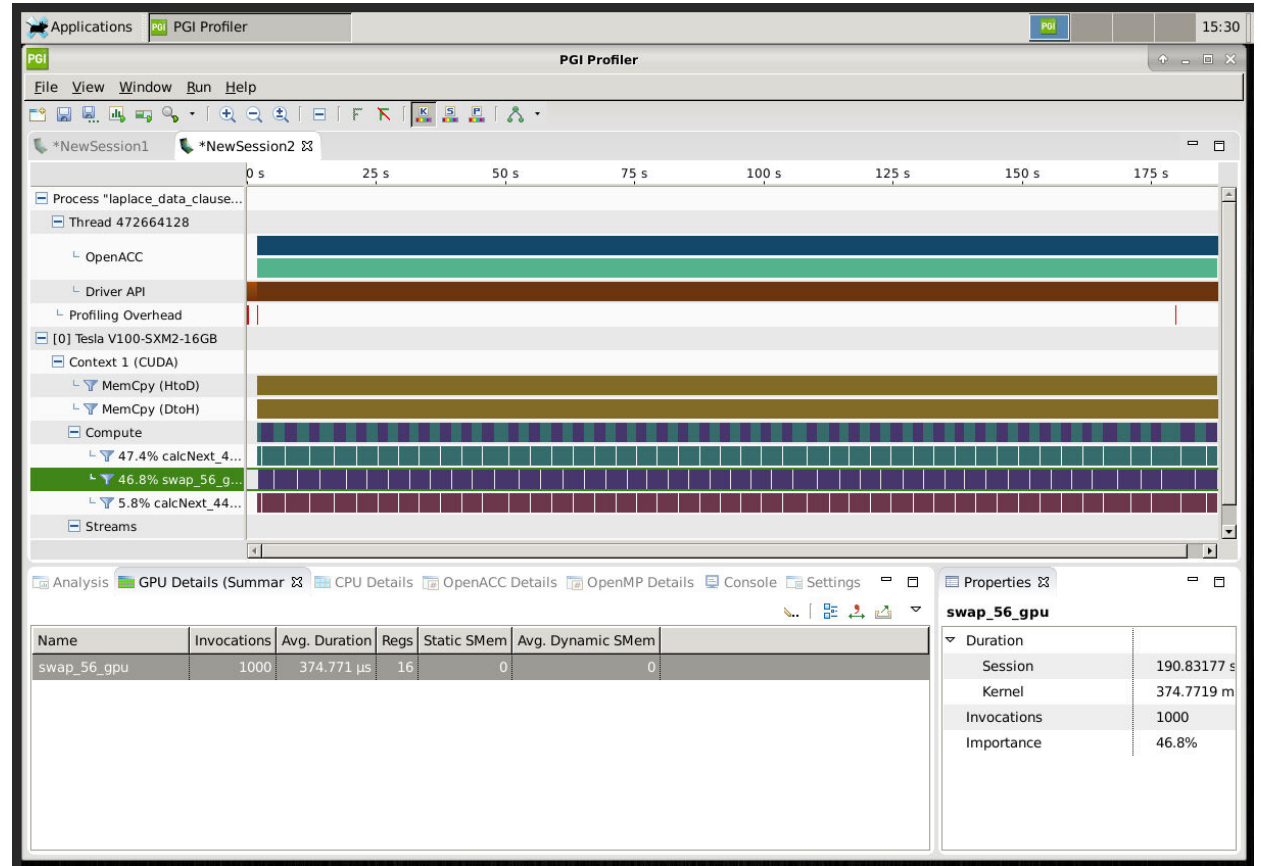 Applications PGI PGI Profiler PGI 15:30
PGI PGI Profiler
File View Window Run Help
*NewSession1 *NewSession2
0 s 25 s 50 s 75 s 100 s 125 s 150 s 175 s
Process "laplace_data_clause...
Thread 472664128
OpenACC
Driver API
Profiling Overhead
[0] Tesla V100-SXM2-16GB
Context 1 (CUDA)
MemCpy (HtoD)
MemCpy (DtoH)
Compute
47.4% calcNext_4...
46.8% swap_56_g...
5.8% calcNext_44...
Streams
Analysis GPU Details (Summar CPU Details OpenACC Details OpenMP Details Console Settings
Name Invocations Avg. Duration Regs Static SMem Avg. Dynamic SMem
swap_56_gpu 1000 374.771 µs 16 0 0
Properties
swap_56_gpu
Duration
Session 190.83177 s
Kernel 374.7719 m
Invocations 1000
Importance 46.8%